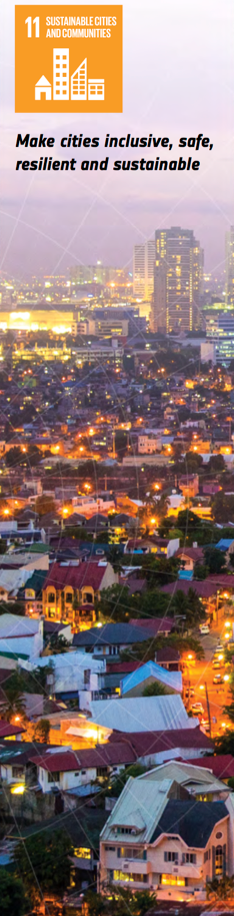 11 SUSTAINABLE CITIES
AND COMMUNITIES
Make cities inclusive, safe,
resilient and sustainable